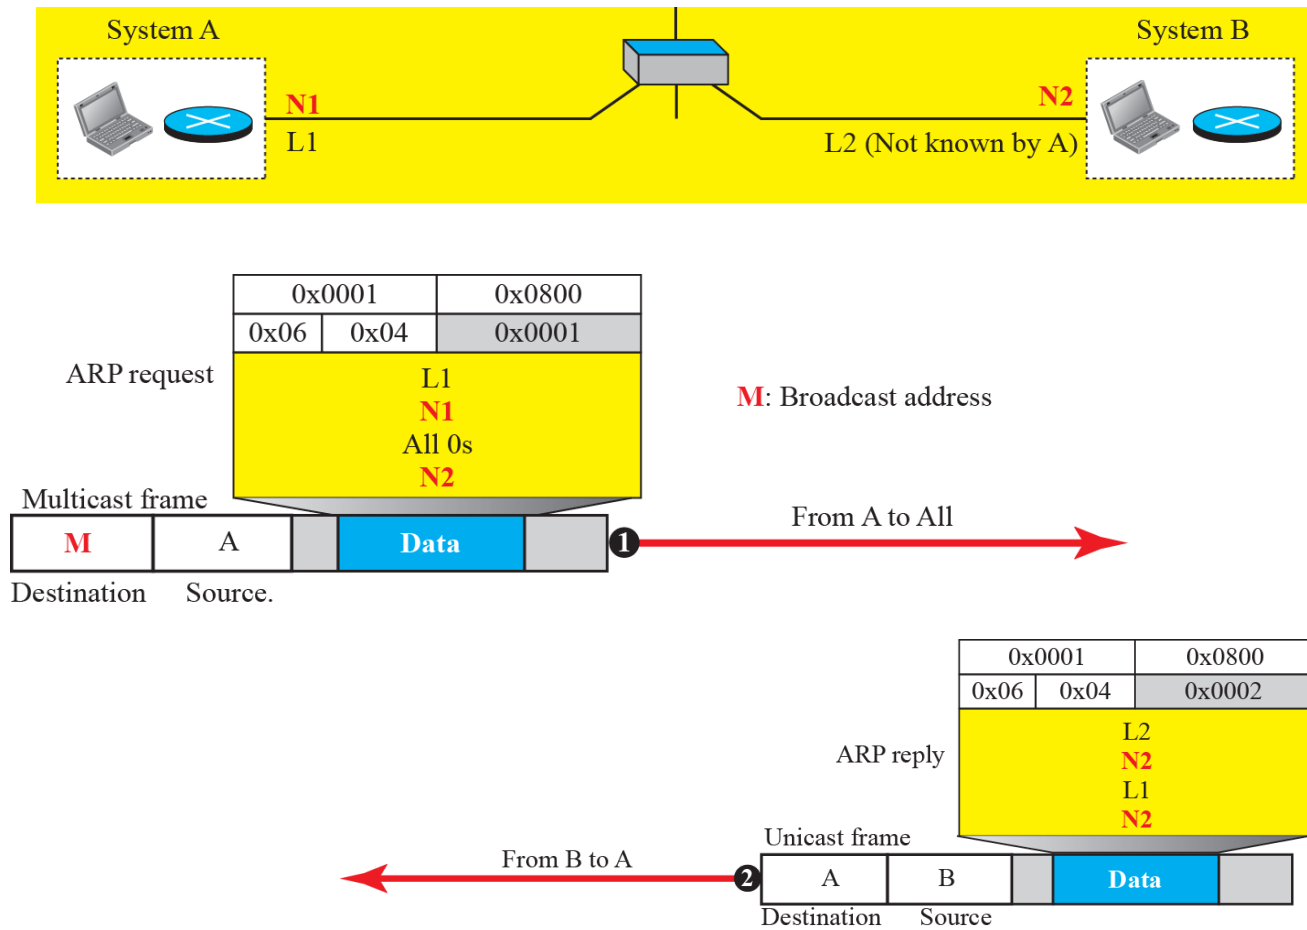 System A
System B
N1
N2
L1
L2 (Not known by A)
0x0001 0x0800
0x06 0x04 0x0001
ARP request
L1
N1
All 0s
N2
M: Broadcast address
Multicast frame
M A Data 1
From A to All
Destination Source.
0x0001 0x0800
0x06 0x04 0x0002
ARP reply
L2
N2
L1
N2
Unicast frame
From B to A
2 A B Data
Destination Source